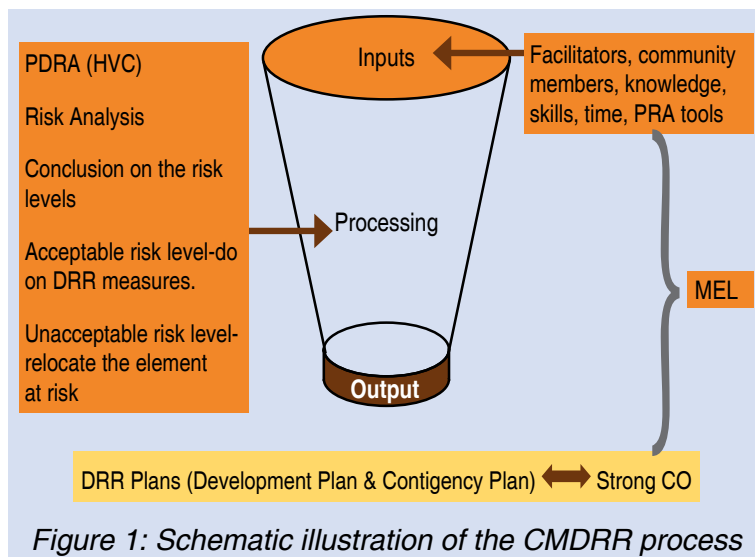 PDRA (HVC)
Risk Analysis
Conclusion on the risk
levels
Acceptable risk level-do
on DRR measures.
Unacceptable risk level-
relocate the element
at risk
Inputs
Facilitators, community
members, knowledge,
skills, time, PRA tools
Processing
MEL
Output
DRR Plans (Development Plan & Contigency Plan) Strong CO
Figure 1: Schematic illustration of the CMDRR process